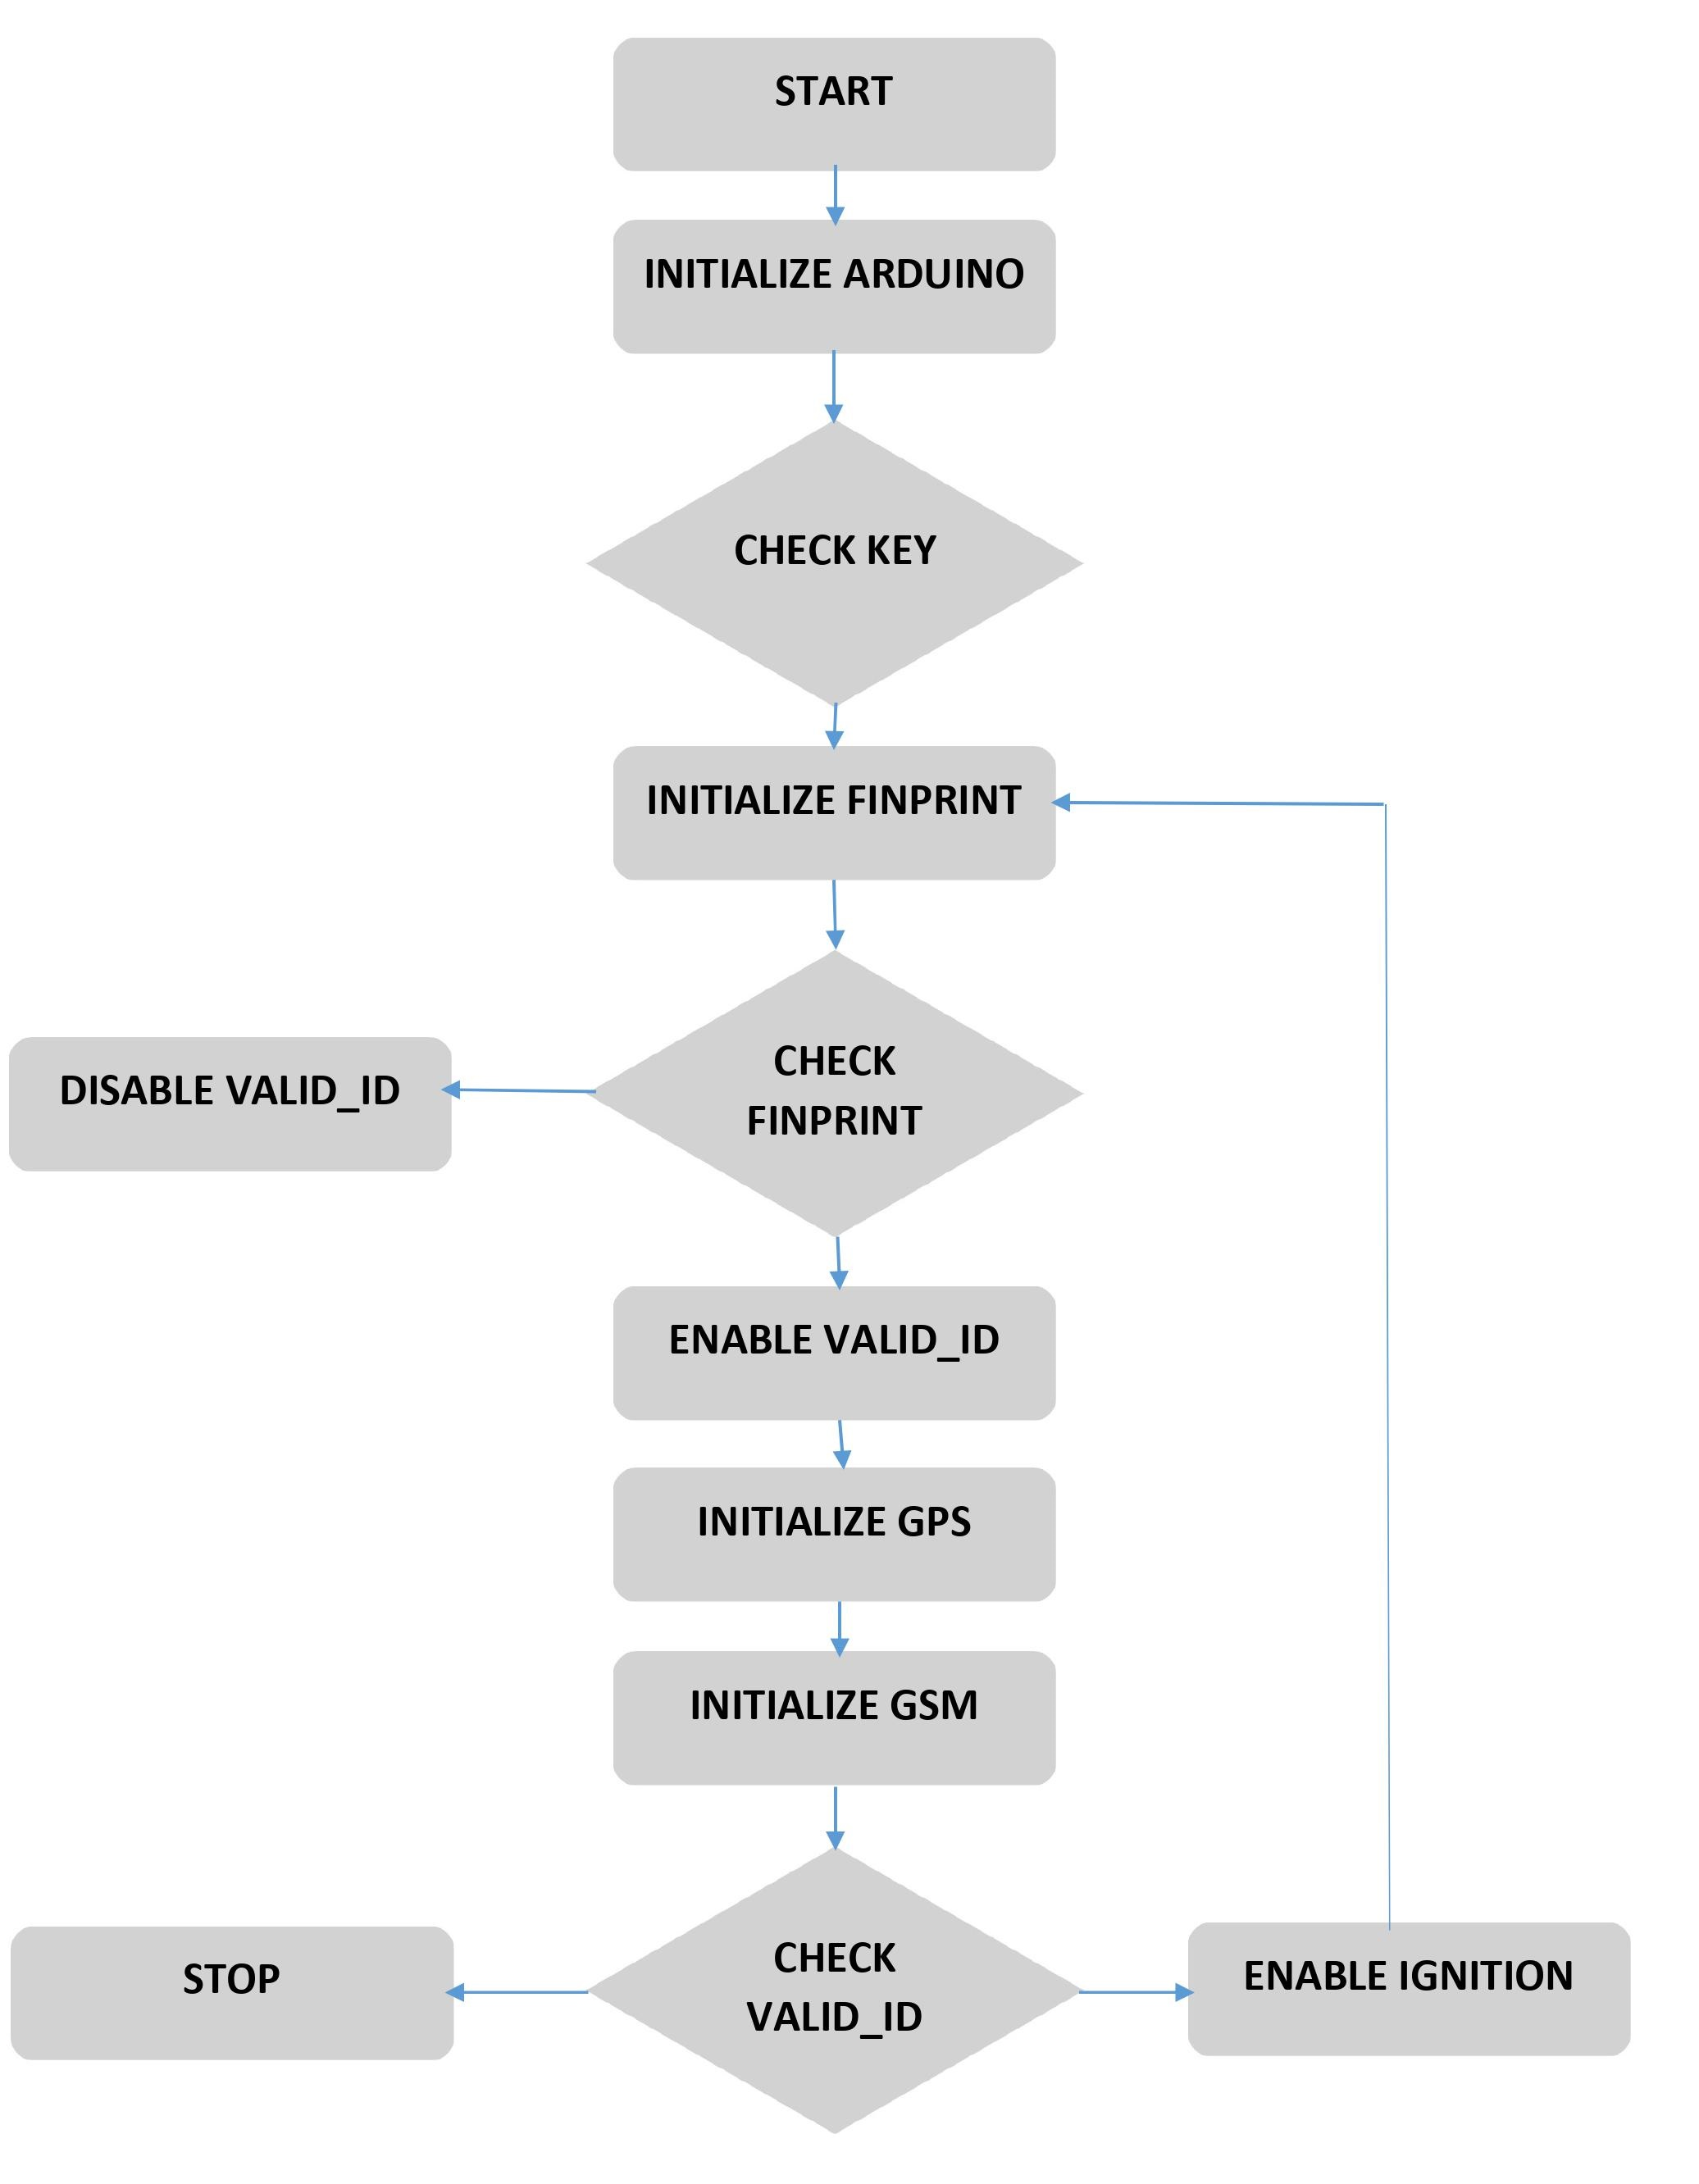 START
INITIALIZE ARDUINO
CHECK KEY
INITIALIZE FINPRINT
CHECK
FINPRINT
DISABLE VALID_ID
ENABLE VALID_ID
INITIALIZE GPS
INITIALIZE GSM
CHECK
VALID_ID
STOP
ENABLE IGNITION